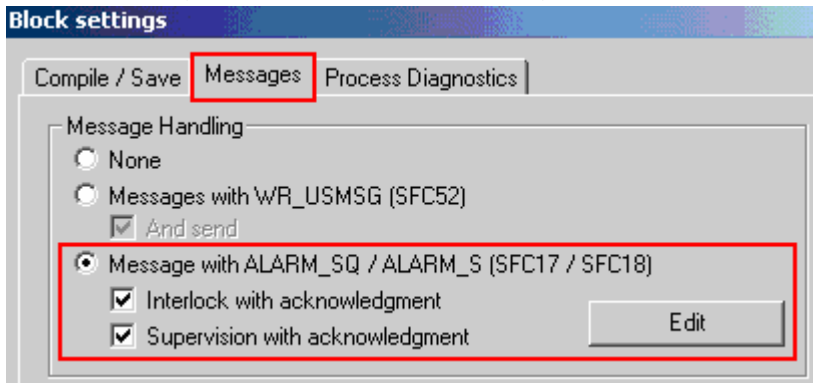 Block settings
Compile / Save Messages Process Diagnostics
Message Handling
None
Messages with WR_USMSG (SFC52)
And send
Message with ALARM_SQ / ALARM_S (SFC17 / SFC18)
Interlock with acknowledgment
Edit
Supervision with acknowledgment